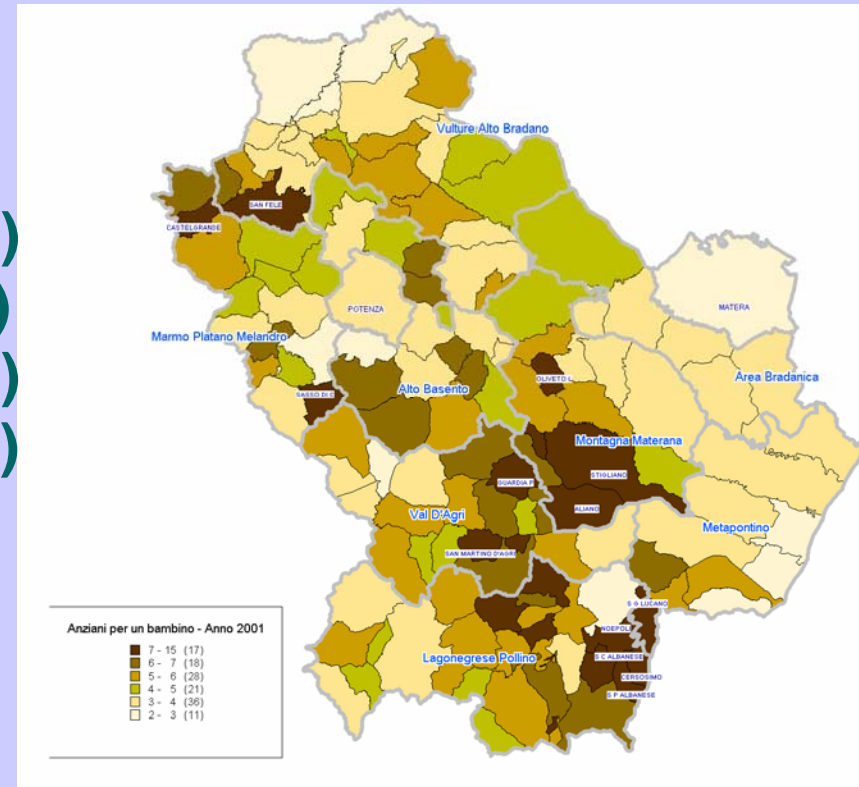 )
)
)
)
Vulture Alto Bradano
SAN FELE
CASTELGRANDE
MATERA
POTENZA
Marmo Platano Melandro
Area Bradanica
OLIVETO L
Alto Basento
SASSO DI C
Montagna Materana
STIGLIANO
GUARDIA P
ALIANO
Val D'Agri
Metapontino
SAN MARTINO D'AGRI
S G LUCANO
NOEPOLI
S C ALBANESE
Lagonegrese Pollino
CERSOSIMO
S P ALBANESE
Anziani per un bambino - Anno 2001
7 - 15 (17)
6 - 7 (18)
5 - 6 (28)
4 - 5 (21)
3 - 4 (36)
2 - 3 (11)